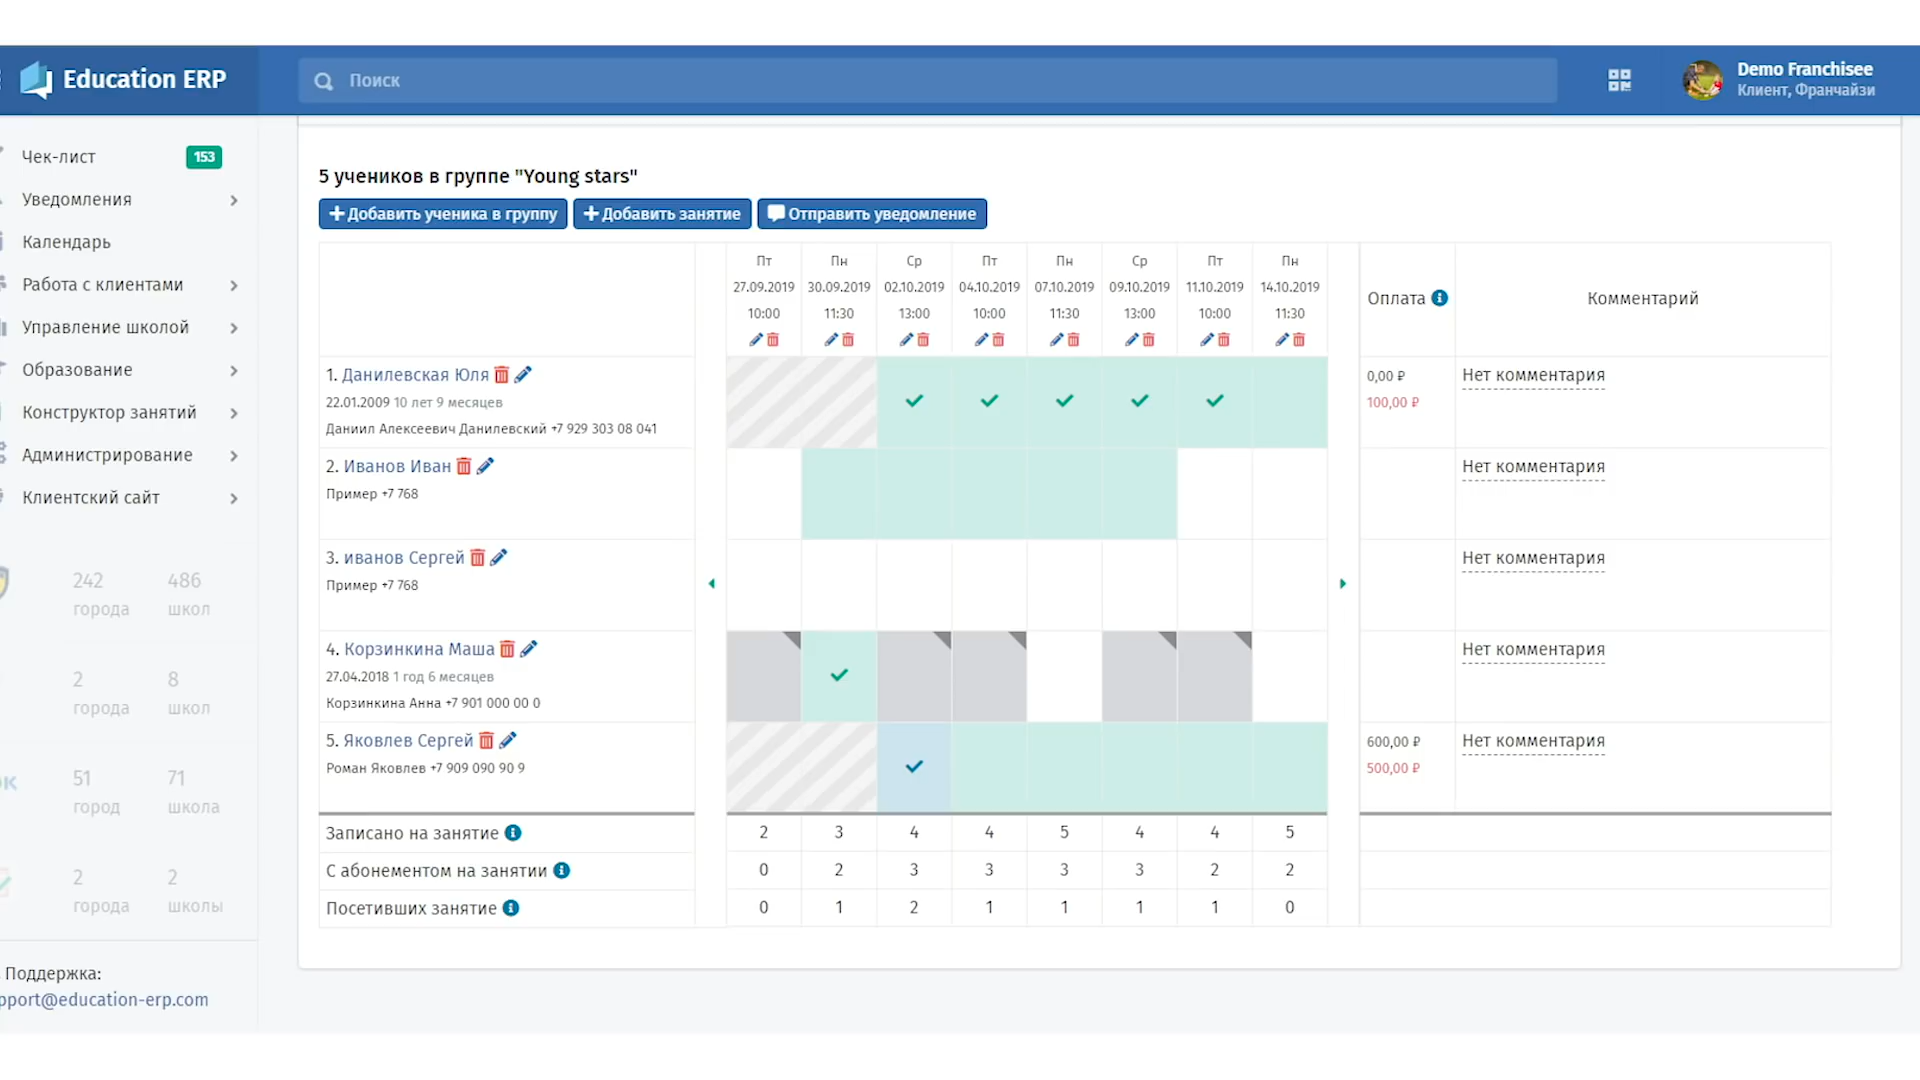 Education ERP
Поиск
Demo Franchisee
Клиент, Франчайзи
Чек-лист 153
Уведомления
Календарь
Работа с клиентами
Управление школой
Образование
Конструктор занятий
Администрирование
Клиентский сайт
242 486
города школ
2 8
города школ
51 71
город школа
2 2
города школы
Поддержка:
pport@education-erp.com
5 учеников в группе "Young stars"
Добавить ученика в группу Добавить занятие Отправить уведомление
Пт Пн Ср Пт Пн Ср Пт Пн
27.09.2019 30.09.2019 02.10.2019 04.10.2019 07.10.2019 09.10.2019 11.10.2019 14.10.2019
10:00 11:30 13:00 10:00 11:30 13:00 10:00 11:30
Оплата Комментарий
1. Данилевская Юля
22.01.2009 10 лет 9 месяцев
Даниил Алексеевич Данилевский +7 929 303 08 041
0,00 ₽
100,00 ₽
Нет комментария
2. Иванов Иван
Пример +7 768
Нет комментария
3. иванов Сергей
Пример +7 768
Нет комментария
4. Корзинкина Маша
27.04.2018 1 год 6 месяцев
Корзинкина Анна +7 901 000 00 0
Нет комментария
5. Яковлев Сергей
Роман Яковлев +7 909 090 90 9
600,00 ₽
500,00 ₽
Нет комментария
Записано на занятие 2 3 4 4 5 4 4 5
С абонементом на занятии 0 2 3 3 3 3 2 2
Посетивших занятие 0 1 2 1 1 1 1 0